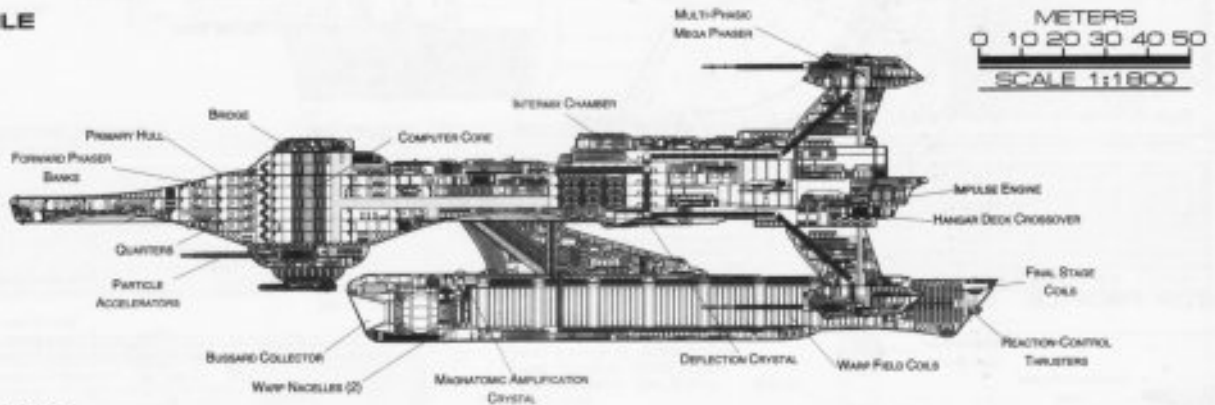 LE
MULTI-PHASIC
MEGA PHASER
METERS
0 10 20 30 40 50
SCALE 1:1800
INTERMIX CHAMBER
BRIDGE
PRIMARY HULL
COMPUTER CORE
FORWARD PHASER
BANKS
IMPULSE ENGINE
HANGAR DECK CROSSOVER
QUARTERS
PARTICLE
ACCELERATORS
FINAL STAGE
COILS
BUSSARD COLLECTOR
DEFLECTION CRYSTAL
WARP FIELD COILS
REACTION-CONTROL
THRUSTERS
WARP NACELLES (2)
MAGNATOMIC AMPLIFICATION
CRYSTAL